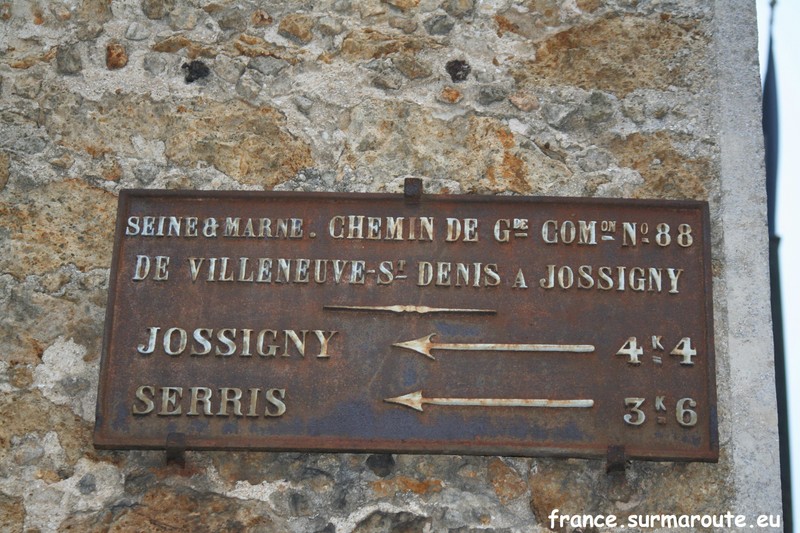 SEINE & MARNE. CHEMIN DE Gᴰᴱ COMᴼᴺ Nº 88
DE VILLENEUVE-Sᵀ DENIS A JOSSIGNY
JOSSIGNY 4ᴷ4
SERRIS 3ᴷ6
france.surmaroute.eu